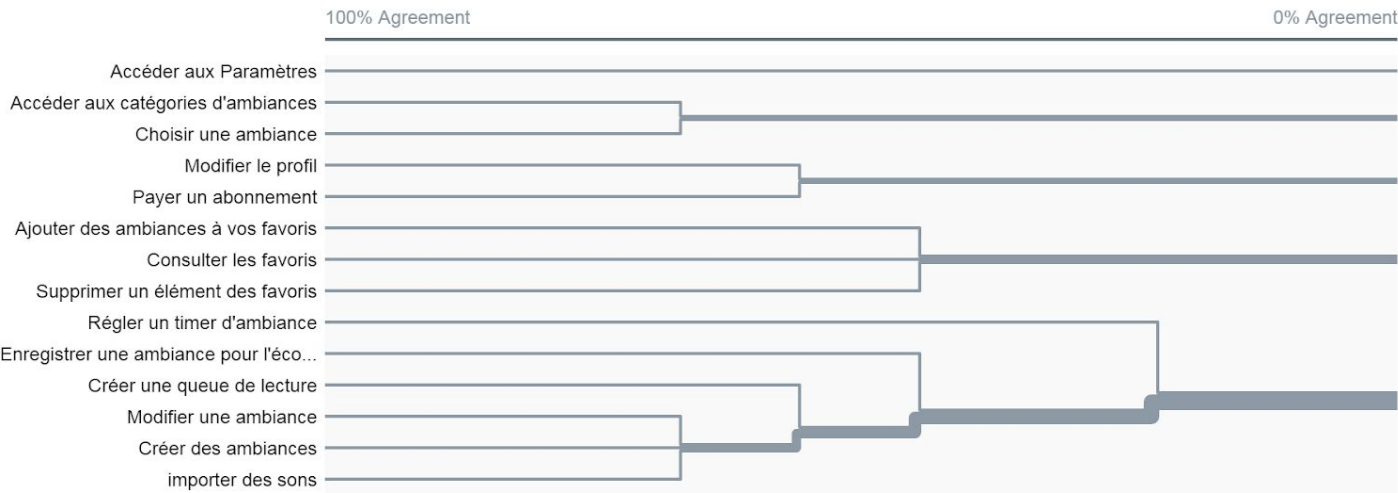 100% Agreement 0% Agreement
Accéder aux Paramètres
Accéder aux catégories d'ambiances
Choisir une ambiance
Modifier le profil
Payer un abonnement
Ajouter des ambiances à vos favoris
Consulter les favoris
Supprimer un élément des favoris
Régler un timer d'ambiance
Enregistrer une ambiance pour l'éco...
Créer une queue de lecture
Modifier une ambiance
Créer des ambiances
importer des sons